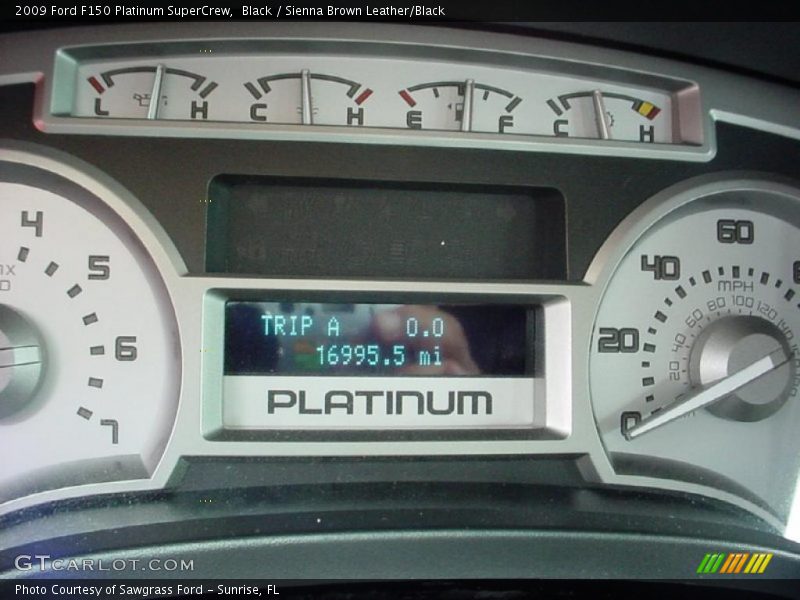 2009 Ford F150 Platinum SuperCrew,  Black / Sienna Brown Leather/Black
L H C H E F C H
4 5 6 7
60
40
MPH
20
0
20 40 60 80 100 120 140
TRIP A 0.0
16995.5 mi
PLATINUM
GTCARLOT.COM
Photo Courtesy of Sawgrass Ford - Sunrise, FL